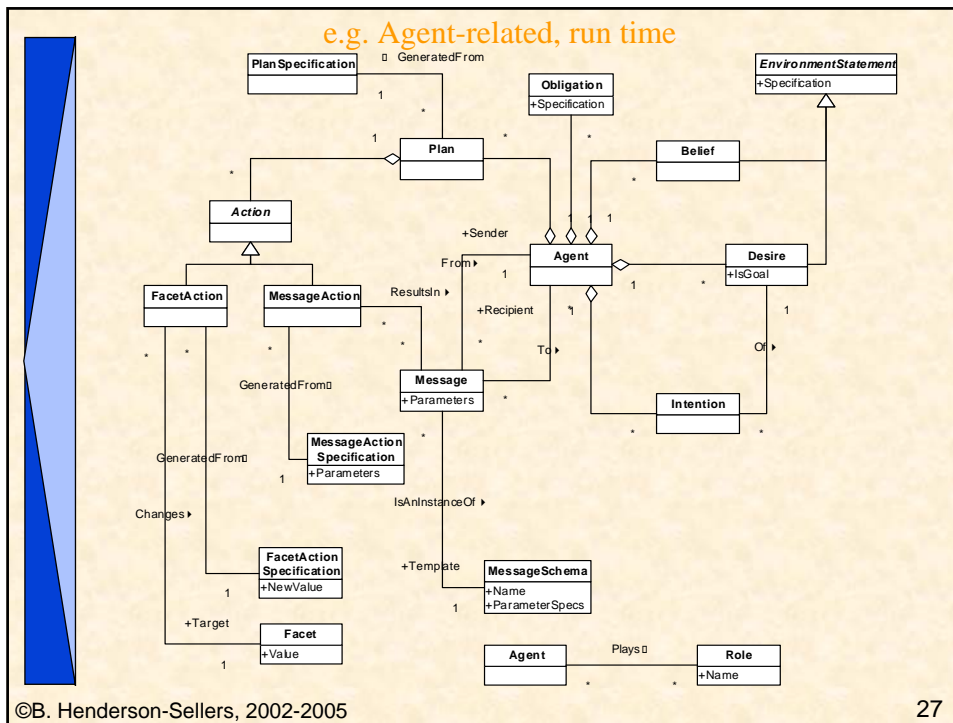 e.g. Agent-related, run time
PlanSpecification
GeneratedFrom
1
*
EnvironmentStatement
+Specification
Obligation
+Specification
*
1
*
Plan
*
Belief
*
*
Action
+Sender
1
1
1
Agent
From
1
Desire
+IsGoal
1
*
1
FacetAction
MessageAction
ResultsIn
+Recipient
*
1
*
*
*
*
*
*
To
Of
GeneratedFrom
Message
+Parameters
*
Intention
*
*
*
MessageAction
Specification
+Parameters
GeneratedFrom
1
IsAnInstanceOf
Changes
FacetAction
Specification
+NewValue
1
+Template
MessageSchema
+Name
+ParameterSpecs
1
+Target
Facet
+Value
1
Agent
Plays
Role
+Name
*
*
©B. Henderson-Sellers, 2002-2005
27